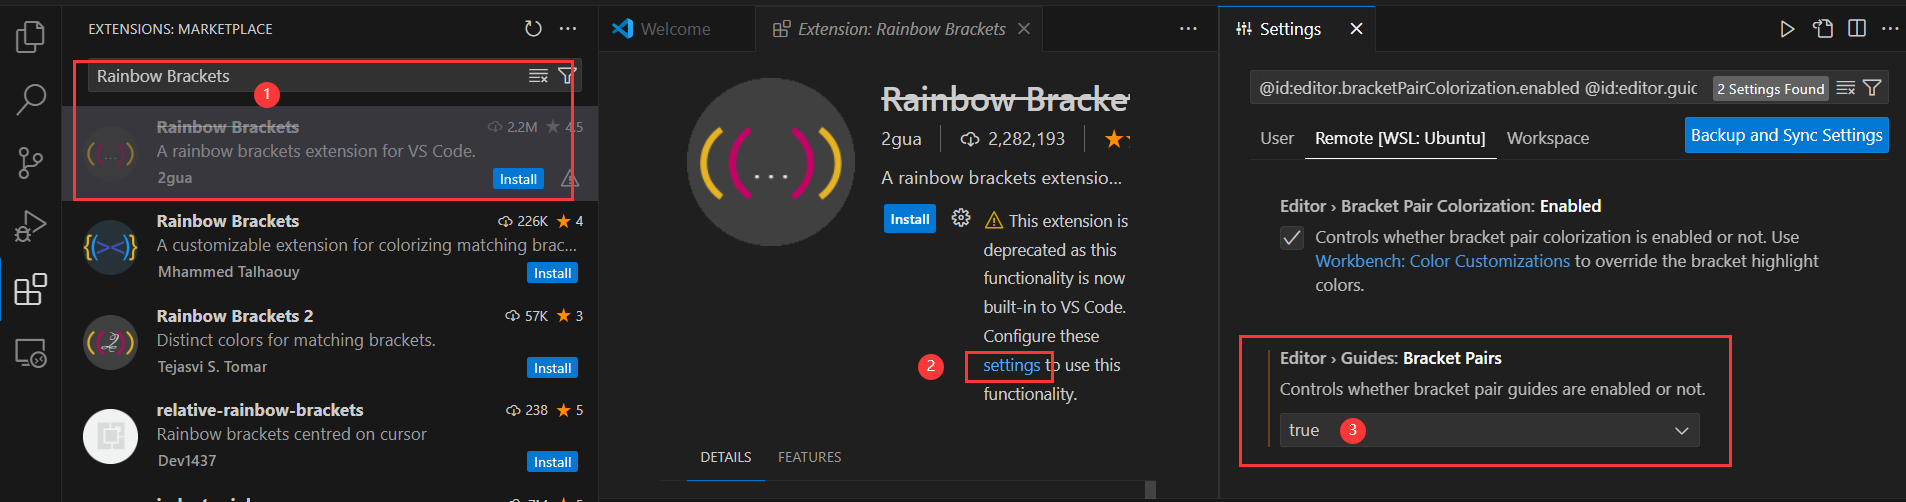 EXTENSIONS: MARKETPLACE
Rainbow Brackets
1
Rainbow Brackets
2.2M
4.5
A rainbow brackets extension for VS Code.
2gua
Install
Rainbow Brackets
226K
4
A customizable extension for colorizing matching brac...
Mhammed Talhaouy
Install
Rainbow Brackets 2
57K
3
Distinct colors for matching brackets.
Tejasvi S. Tomar
Install
relative-rainbow-brackets
238
5
Rainbow brackets centred on cursor
Dev1437
Install
Welcome
Extension: Rainbow Brackets
(...)
Rainbow Bracke
2gua
2,282,193
A rainbow brackets extensio...
Install
This extension is
deprecated as this
functionality is now
built-in to VS Code.
Configure these
2
settings to use this
functionality.
DETAILS
FEATURES
Settings
@id:editor.bracketPairColorization.enabled @id:editor.guid
2 Settings Found
User
Remote [WSL: Ubuntu]
Workspace
Backup and Sync Settings
Editor › Bracket Pair Colorization: Enabled
Controls whether bracket pair colorization is enabled or not. Use
Workbench: Color Customizations to override the bracket highlight
colors.
Editor › Guides: Bracket Pairs
Controls whether bracket pair guides are enabled or not.
true
3